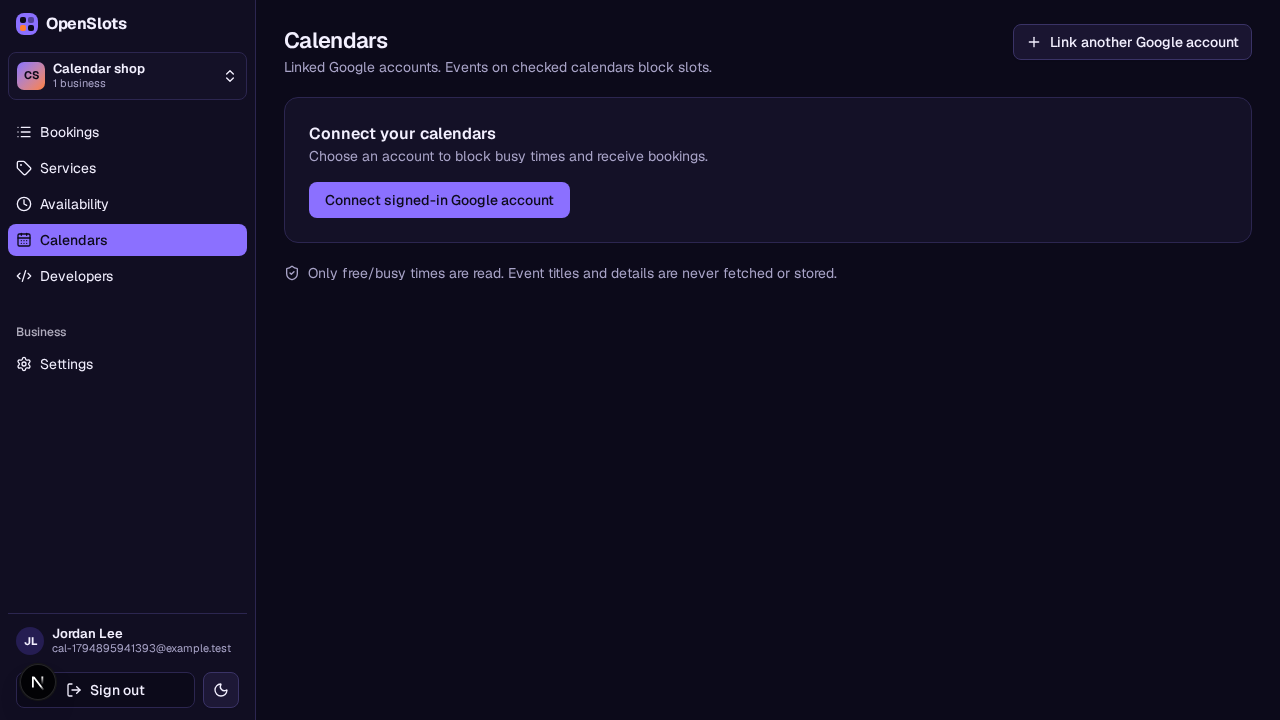 OpenSlots
CS
Calendar shop
1 business
Bookings
Services
Availability
Calendars
Developers
Business
Settings
JL
Jordan Lee
cal-1794895941393@example.test
N
Sign out
Calendars
Linked Google accounts. Events on checked calendars block slots.
Link another Google account
Connect your calendars
Choose an account to block busy times and receive bookings.
Connect signed-in Google account
Only free/busy times are read. Event titles and details are never fetched or stored.